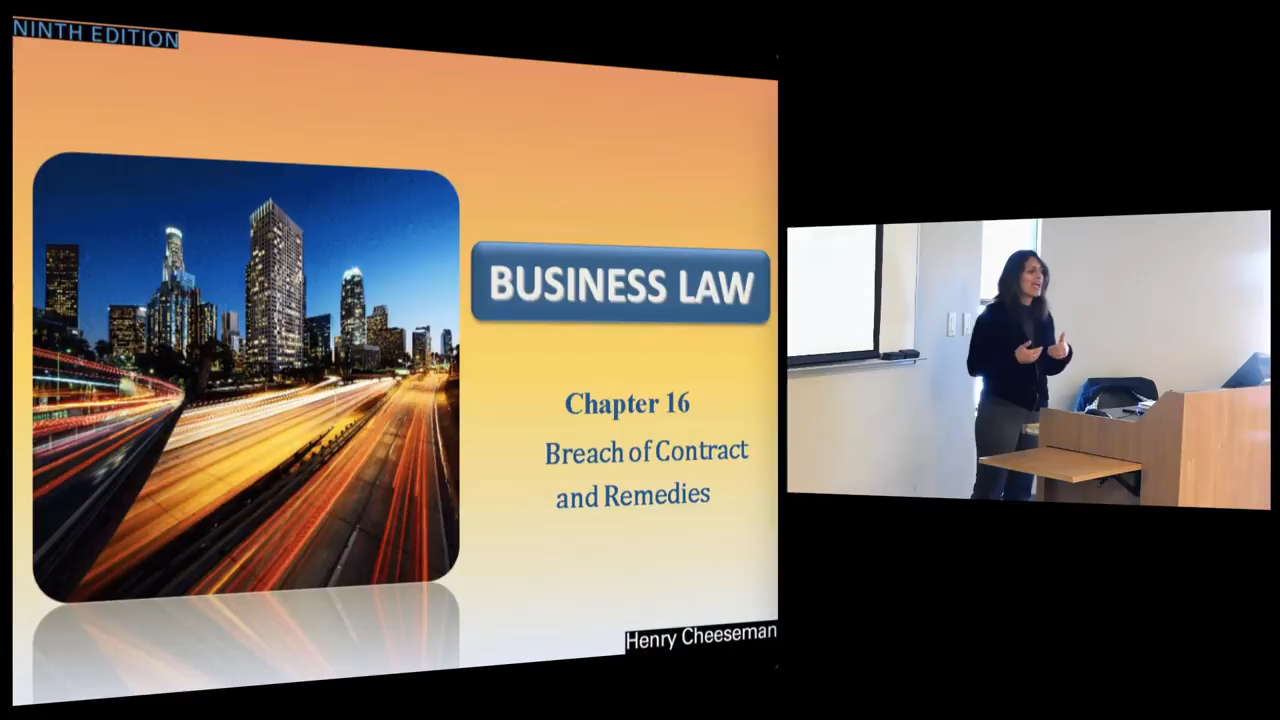 NINTH EDITION
BUSINESS LAW
Chapter 16
Breach of Contract
and Remedies
Henry Cheeseman